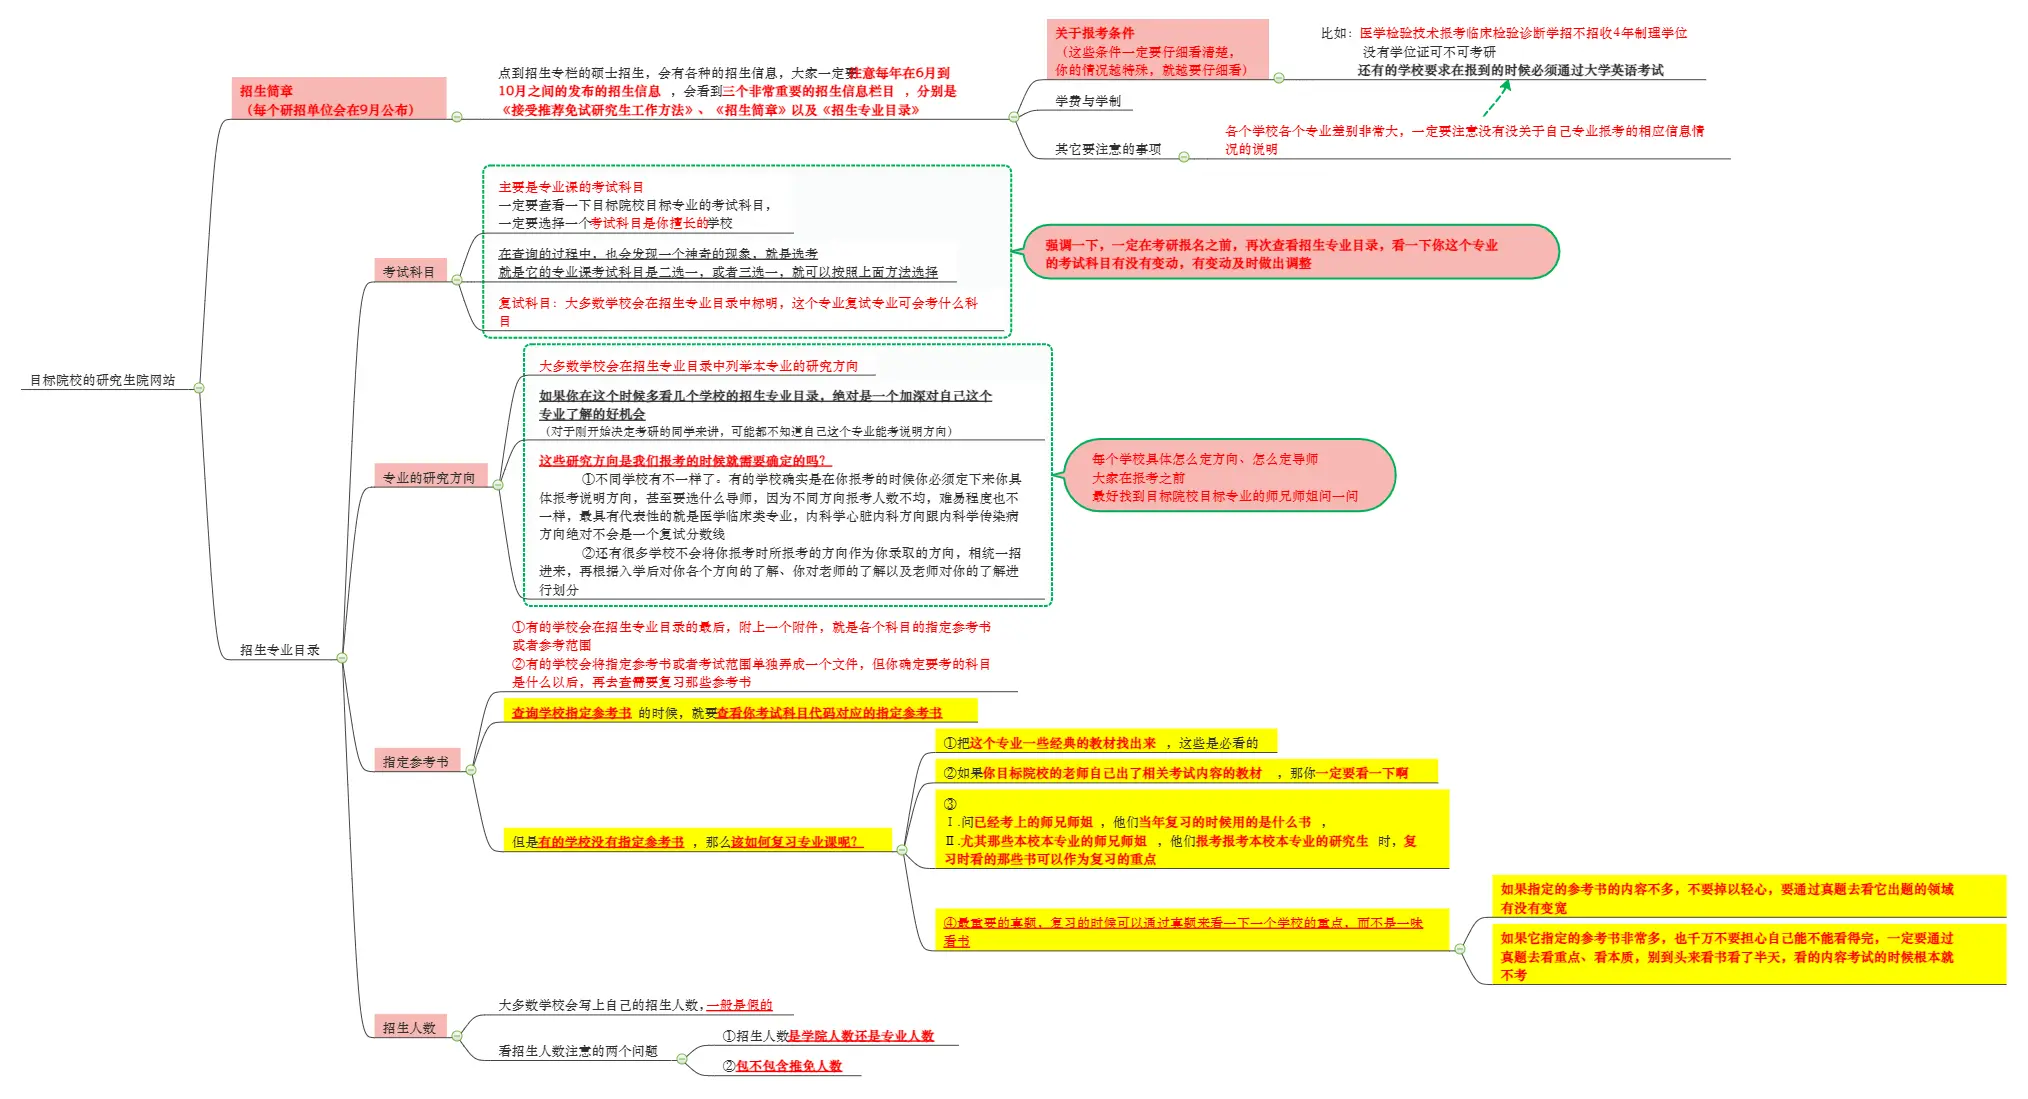 目标院校的研究生院网站
招生简章
（每个研招单位会在9月公布）
点到招生专栏的硕士招生，会有各种的招生信息，大家一定要注意每年在6月到
10月之间的发布的招生信息 ，会看到三个非常重要的招生信息栏目 ，分别是
《接受推荐免试研究生工作方法》、《招生简章》以及《招生专业目录》
关于报考条件
（这些条件一定要仔细看清楚，
你的情况越特殊，就越要仔细看）
比如：医学检验技术报考临床检验诊断学招不招收4年制理学位
没有学位证可不可考研
还有的学校要求在报到的时候必须通过大学英语考试
学费与学制
其它要注意的事项
各个学校各个专业差别非常大，一定要注意没有没关于自己专业报考的相应信息情
况的说明
招生专业目录
考试科目
主要是专业课的考试科目
一定要查看一下目标院校目标专业的考试科目，
一定要选择一个考试科目是你擅长的学校
在查询的过程中，也会发现一个神奇的现象，就是选考
就是它的专业课考试科目是二选一，或者三选一，就可以按照上面方法选择
复试科目：大多数学校会在招生专业目录中标明，这个专业复试专业可会考什么科
目
强调一下，一定在考研报名之前，再次查看招生专业目录，看一下你这个专业
的考试科目有没有变动，有变动及时做出调整
专业的研究方向
大多数学校会在招生专业目录中列举本专业的研究方向
如果你在这个时候多看几个学校的招生专业目录，绝对是一个加深对自己这个
专业了解的好机会
（对于刚开始决定考研的同学来讲，可能都不知道自己这个专业能考说明方向）
这些研究方向是我们报考的时候就需要确定的吗？
①不同学校有不一样了。有的学校确实是在你报考的时候你必须定下来你具
体报考说明方向，甚至要选什么导师，因为不同方向报考人数不均，难易程度也不
一样，最具有代表性的就是医学临床类专业，内科学心脏内科方向跟内科学传染病
方向绝对不会是一个复试分数线
②还有很多学校不会将你报考时所报考的方向作为你录取的方向，相统一招
进来，再根据入学后对你各个方向的了解、你对老师的了解以及老师对你的了解进
行划分
每个学校具体怎么定方向、怎么定导师
大家在报考之前
最好找到目标院校目标专业的师兄师姐问一问
指定参考书
①有的学校会在招生专业目录的最后，附上一个附件，就是各个科目的指定参考书
或者参考范围
②有的学校会将指定参考书或者考试范围单独弄成一个文件，但你确定要考的科目
是什么以后，再去查需要复习那些参考书
查询学校指定参考书 的时候，就要查看你考试科目代码对应的指定参考书
但是有的学校没有指定参考书 ，那么该如何复习专业课呢？
①把这个专业一些经典的教材找出来 ，这些是必看的
②如果你目标院校的老师自己出了相关考试内容的教材 ，那你一定要看一下啊
③
Ⅰ.问已经考上的师兄师姐 ，他们当年复习的时候用的是什么书 ，
Ⅱ.尤其那些本校本专业的师兄师姐 ，他们报考报考本校本专业的研究生 时，复
习时看的那些书可以作为复习的重点
④最重要的真题，复习的时候可以通过真题来看一下一个学校的重点，而不是一味
看书
如果指定的参考书的内容不多，不要掉以轻心，要通过真题去看它出题的领域
有没有变宽
如果它指定的参考书非常多，也千万不要担心自己能不能看得完，一定要通过
真题去看重点、看本质，别到头来看书看了半天，看的内容考试的时候根本就
不考
招生人数
大多数学校会写上自己的招生人数，一般是假的
看招生人数注意的两个问题
①招生人数是学院人数还是专业人数
②包不包含推免人数